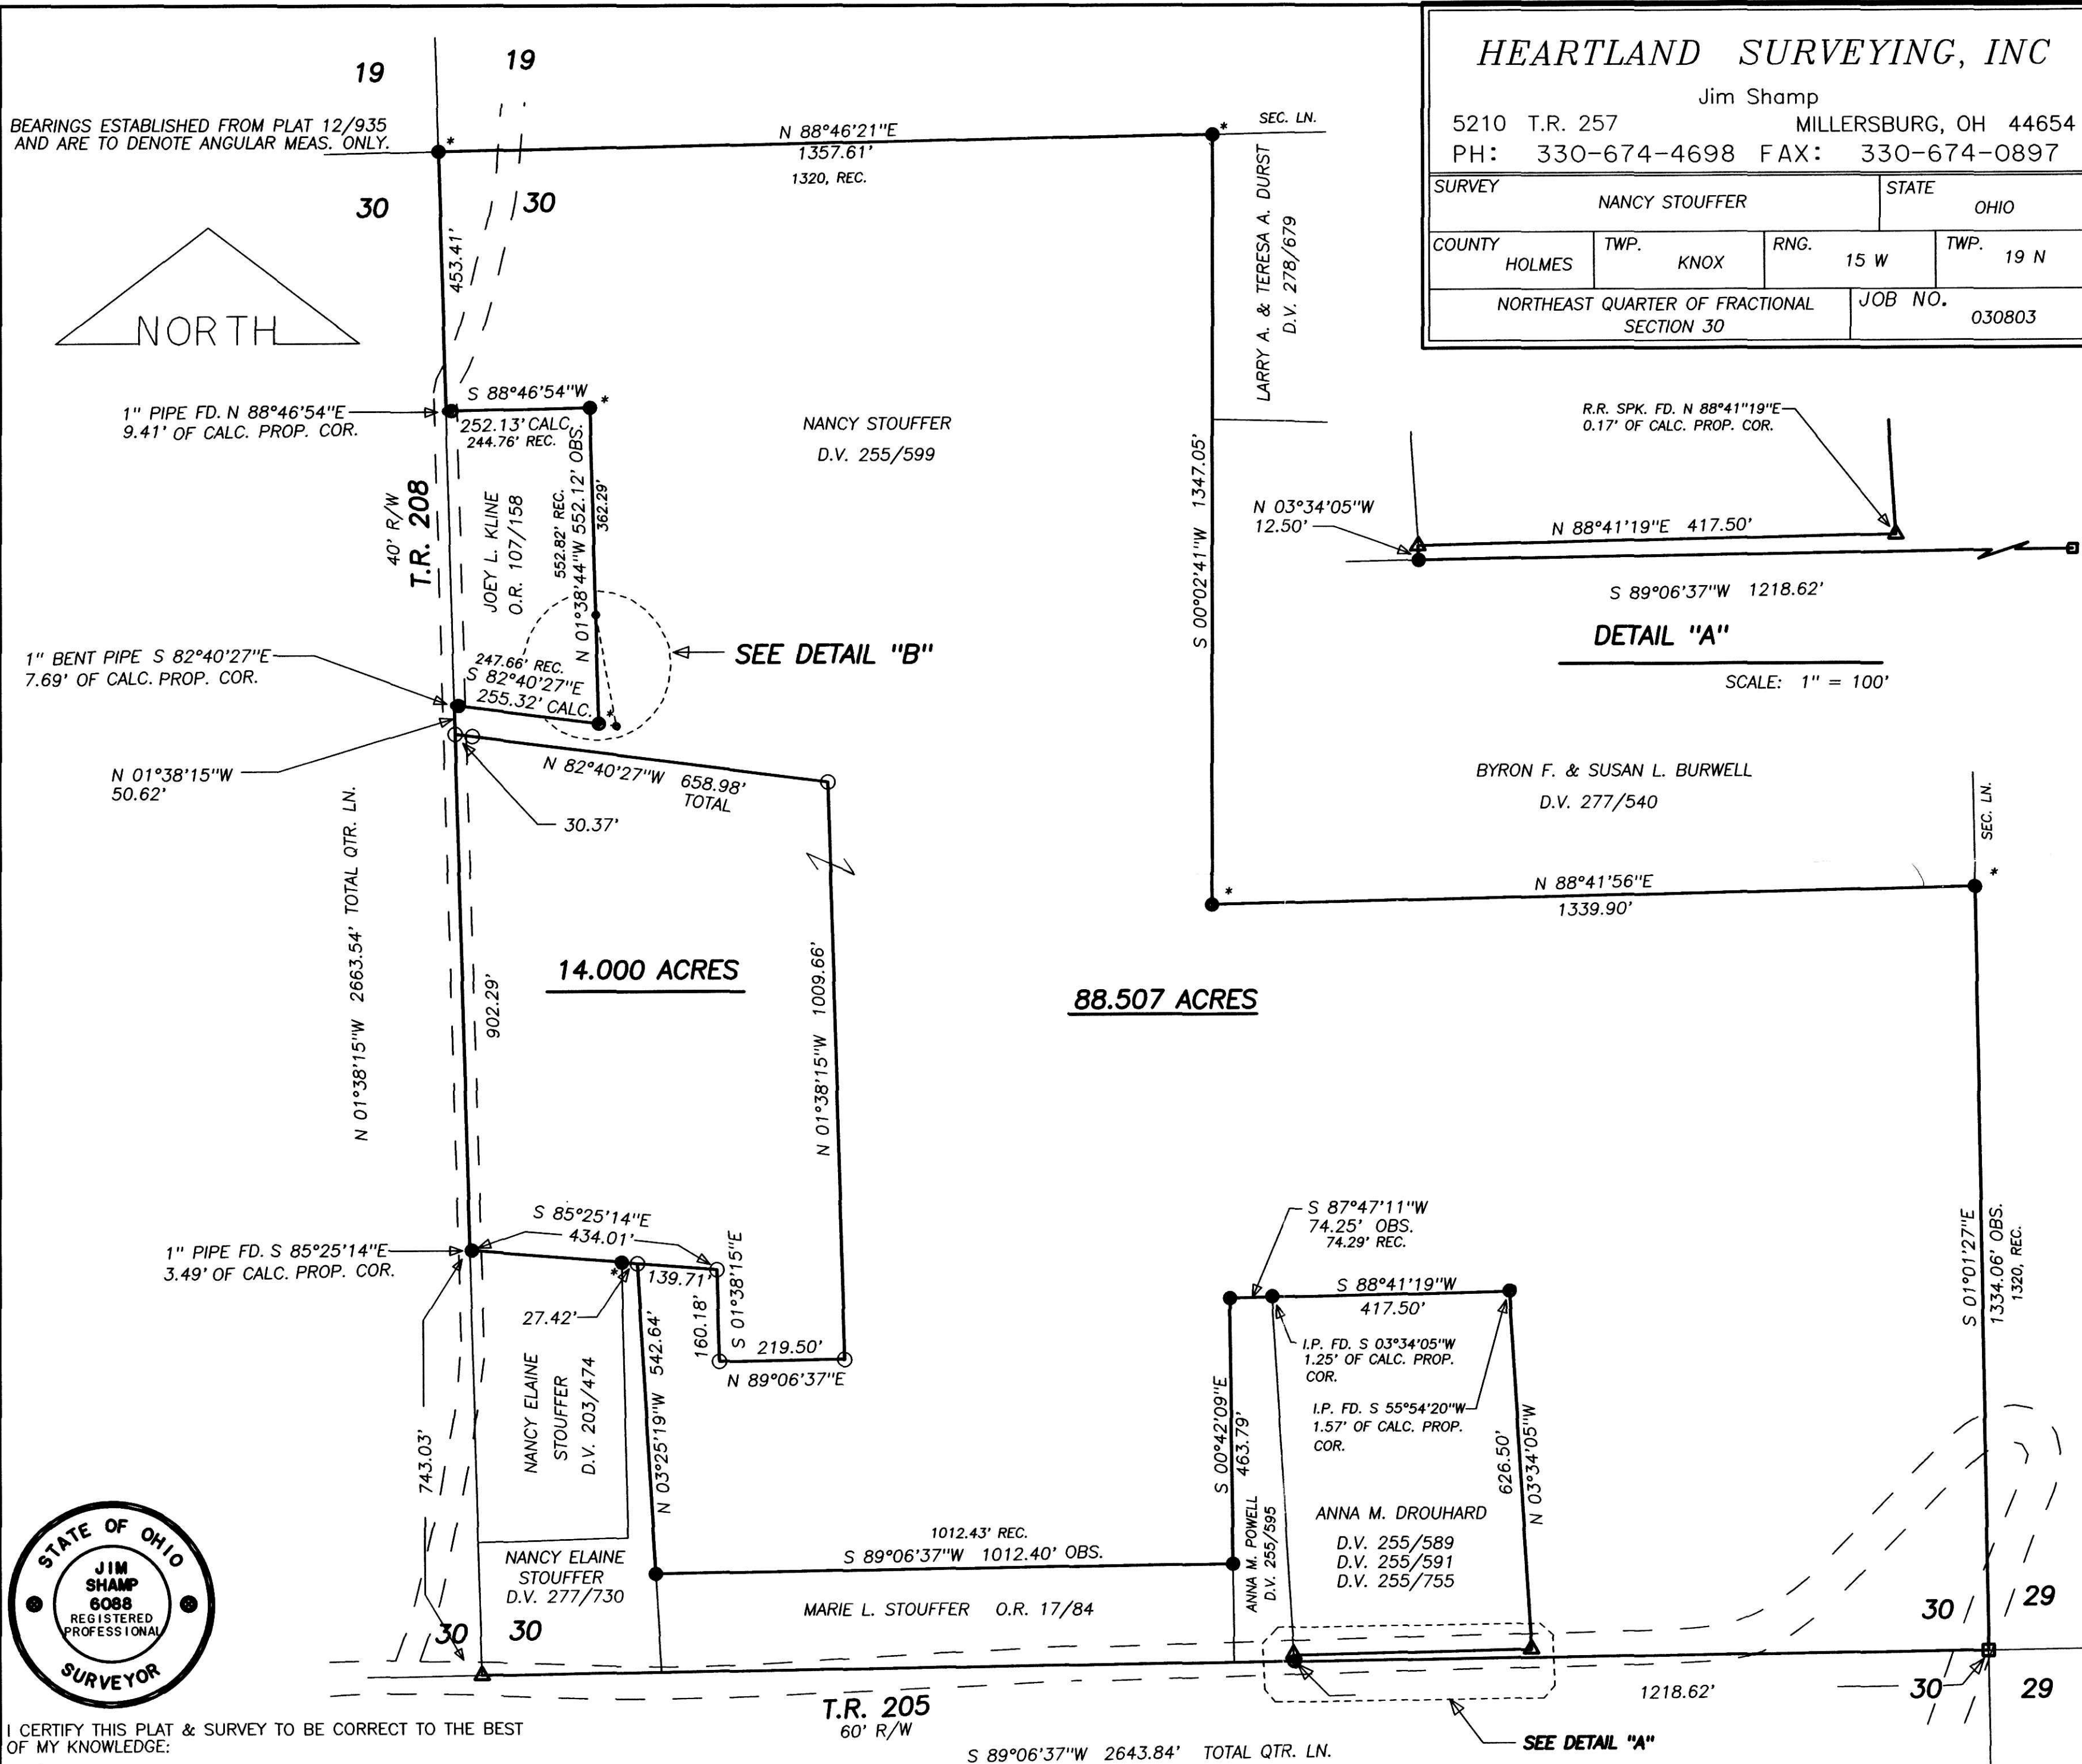 HEARTLAND SURVEYING, INC
Jim Shamp
5210 T.R. 257 MILLERSBURG, OH 44654
PH: 330-674-4698 FAX: 330-674-0897
SURVEY
NANCY STOUFFER
STATE
OHIO
COUNTY
HOLMES
TWP.
KNOX
RNG.
15 W
TWP.
19 N
NORTHEAST QUARTER OF FRACTIONAL
SECTION 30
JOB NO.
030803
19
19
BEARINGS ESTABLISHED FROM PLAT 12/935
AND ARE TO DENOTE ANGULAR MEAS. ONLY.
*
N 88°46'21"E
1357.61'
1320, REC.
*
SEC. LN.
30
30
NORTH
453.41'
LARRY A. & TERESA A. DURST
D.V. 278/679
1" PIPE FD. N 88°46'54"E
9.41' OF CALC. PROP. COR.
S 88°46'54"W
*
252.13' CALC.
244.76' REC.
NANCY STOUFFER
D.V. 255/599
40' R/W
T.R. 208
JOEY L. KLINE
O.R. 107/158
552.82' REC.
N 01°38'44"W 552.12' OBS.
362.29'
S 00°02'41"W 1347.05'
R.R. SPK. FD. N 88°41"19"E
0.17' OF CALC. PROP. COR.
N 03°34'05"W
12.50'
N 88°41'19"E 417.50'
S 89°06'37"W 1218.62'
DETAIL "A"
SCALE: 1" = 100'
SEE DETAIL "B"
1" BENT PIPE S 82°40'27"E
7.69' OF CALC. PROP. COR.
247.66' REC.
S 82°40'27"E
255.32' CALC.
*
N 01°38'15"W
50.62'
N 82°40'27"W 658.98'
TOTAL
30.37'
BYRON F. & SUSAN L. BURWELL
D.V. 277/540
SEC. LN.
*
N 88°41'56"E
1339.90'
*
N 01°38'15"W 2663.54' TOTAL QTR. LN.
902.29'
14.000 ACRES
N 01°38'15"W 1009.66'
88.507 ACRES
S 85°25'14"E
434.01'
1" PIPE FD. S 85°25'14"E
3.49' OF CALC. PROP. COR.
*
139.71'
27.42'
160.18'
S 01°38'15"E
219.50'
N 89°06'37"E
NANCY ELAINE
STOUFFER
D.V. 203/474
N 03°25'19"W 542.64'
743.03'
S 87°47'11"W
74.25' OBS.
74.29' REC.
S 88°41'19"W
417.50'
I.P. FD. S 03°34'05"W
1.25' OF CALC. PROP.
COR.
I.P. FD. S 55°54'20"W
1.57' OF CALC. PROP.
COR.
S 00°42'09"E
463.79'
626.50'
N 03°34'05"W
S 01°01'27"E
1334.06' OBS.
1320, REC.
ANNA M. POWELL
D.V. 255/595
ANNA M. DROUHARD
D.V. 255/589
D.V. 255/591
D.V. 255/755
1012.43' REC.
S 89°06'37"W 1012.40' OBS.
NANCY ELAINE
STOUFFER
D.V. 277/730
MARIE L. STOUFFER O.R. 17/84
30
30
30
29
30
29
1218.62'
T.R. 205
60' R/W
SEE DETAIL "A"
S 89°06'37"W 2643.84' TOTAL QTR. LN.
STATE OF OHIO
JIM
SHAMP
6088
REGISTERED
PROFESSIONAL
SURVEYOR
I CERTIFY THIS PLAT & SURVEY TO BE CORRECT TO THE BEST
OF MY KNOWLEDGE: